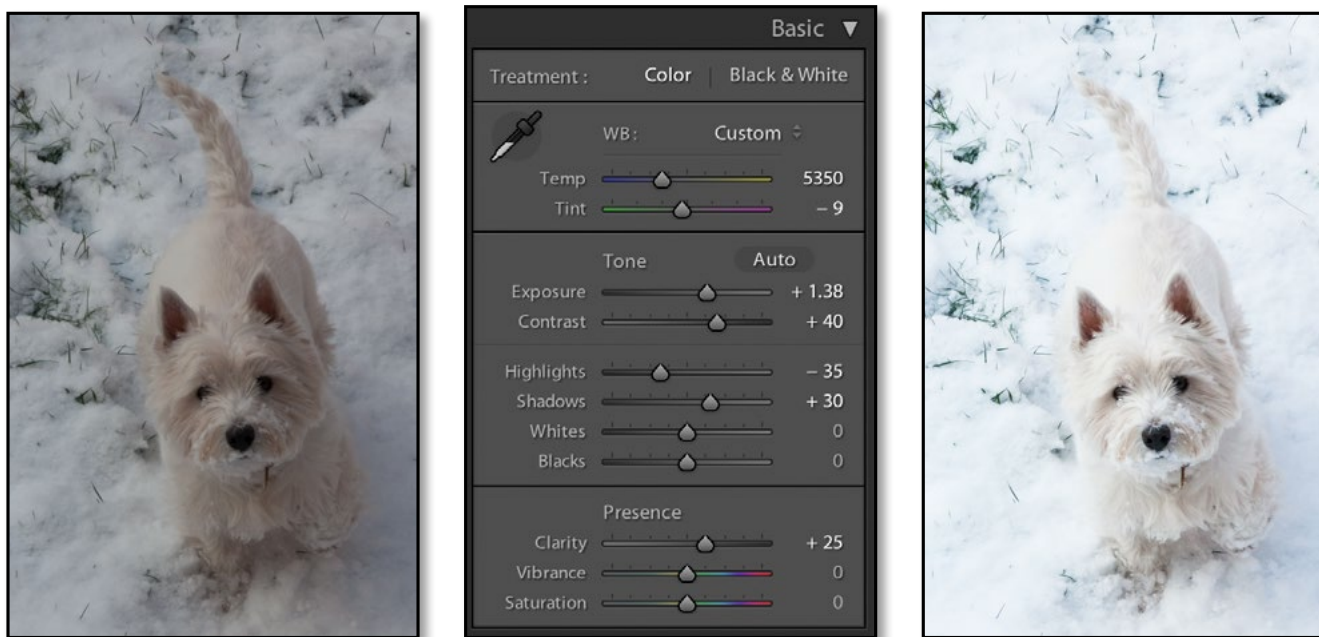 Basic ▼
Treatment : Color | Black & White
WB : Custom
Temp 5350
Tint – 9
Tone Auto
Exposure + 1.38
Contrast + 40
Highlights – 35
Shadows + 30
Whites 0
Blacks 0
Presence
Clarity + 25
Vibrance 0
Saturation 0